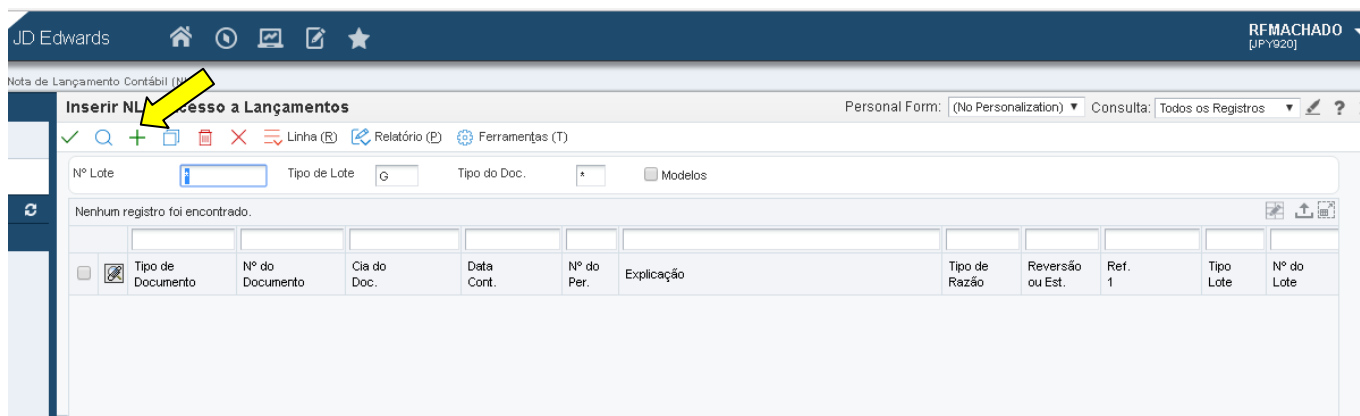 JD Edwards
RFMACHADO
[JPY920]
Nota de Lançamento Contábil
Inserir a Lançamentos
Personal Form: (No Personalization) Consulta: Todos os Registros
Linha (R) Relatório (P) Ferramentas (T)
Nº Lote * Tipo de Lote G Tipo do Doc. * Modelos
Nenhum registro foi encontrado.
Tipo de Documento Nº do Documento Cia do Doc. Data Cont. Nº do Per. Explicação Tipo de Razão Reversão ou Est. Ref. 1 Tipo Lote Nº do Lote